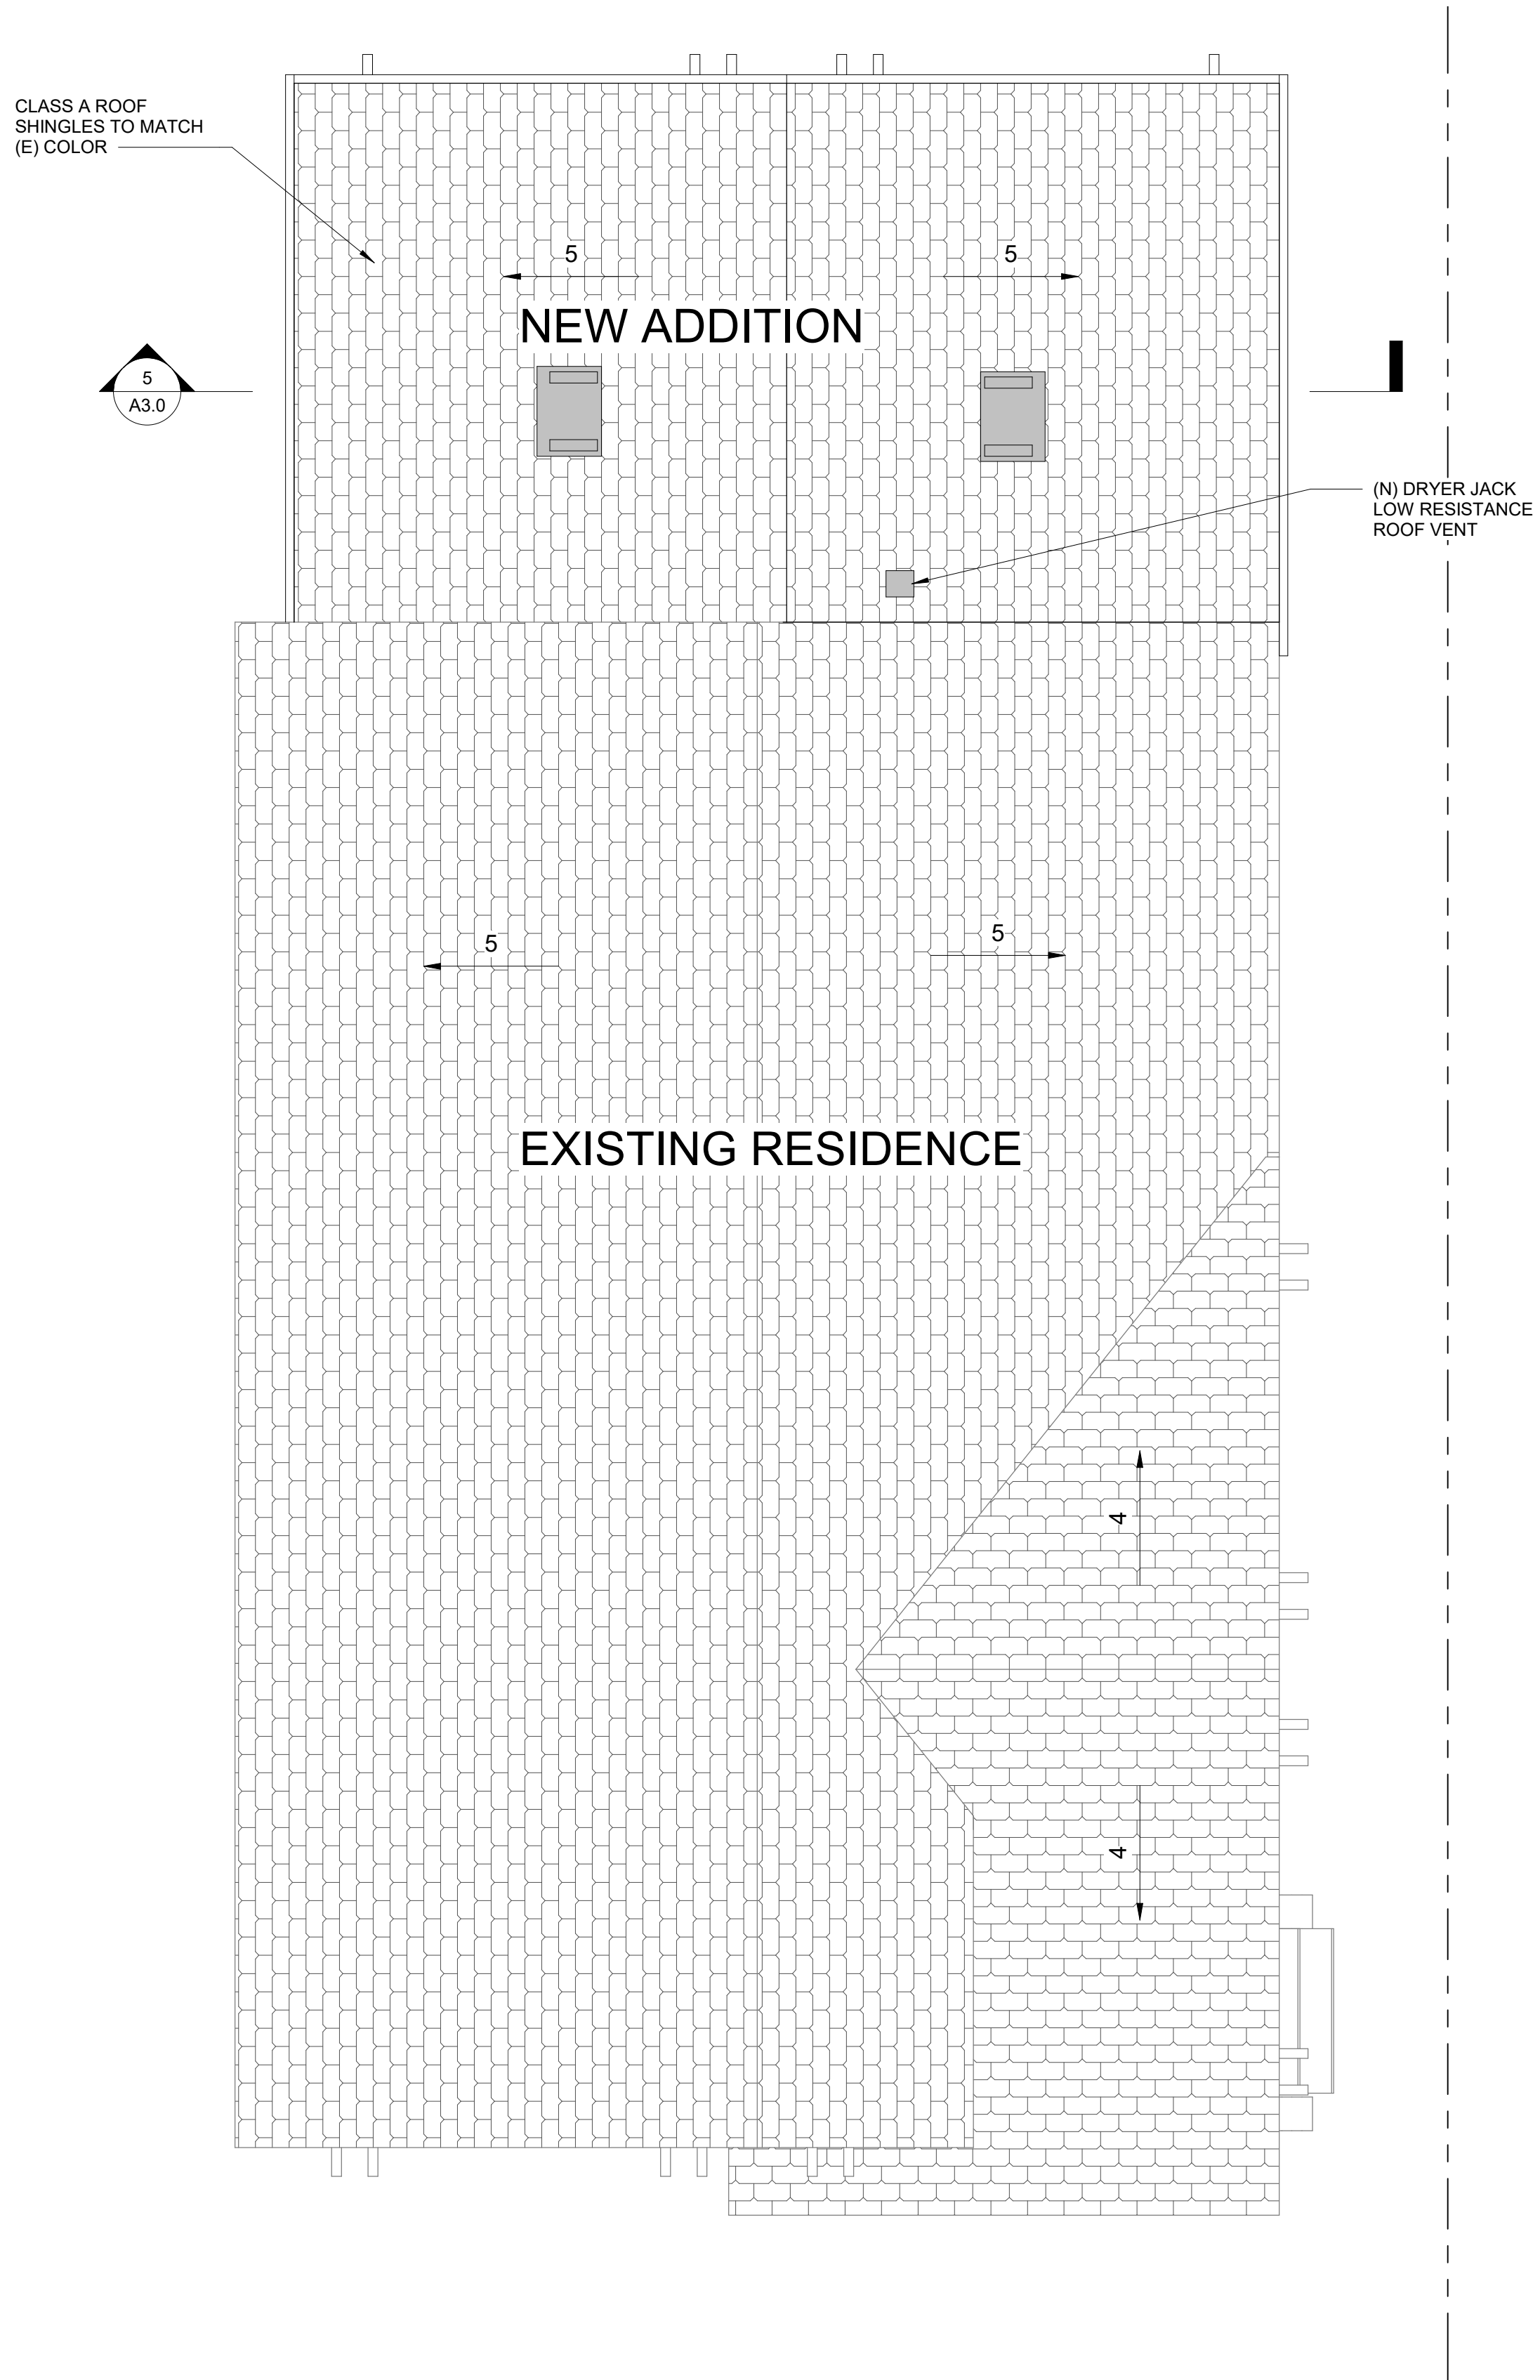 CLASS A ROOF
SHINGLES TO MATCH
(E) COLOR
5
5
NEW ADDITION
5
A3.0
(N) DRYER JACK
LOW RESISTANCE
ROOF VENT
5
5
EXISTING RESIDENCE
4
4